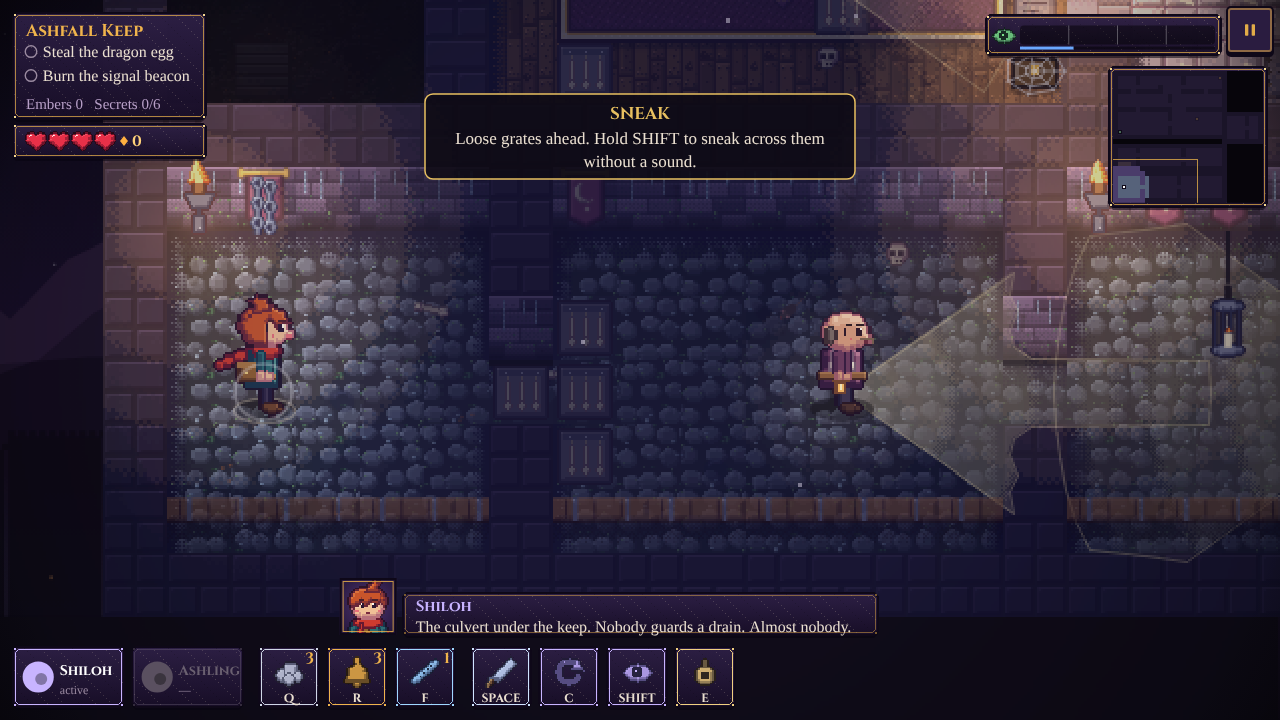 Ashfall Keep
Steal the dragon egg
Burn the signal beacon
Embers 0 Secrets 0/6
0
SNEAK
Loose grates ahead. Hold SHIFT to sneak across them
without a sound.
Shiloh
The culvert under the keep. Nobody guards a drain. Almost nobody.
Shiloh
active
Ashling
—
3
Q
3
R
1
F
SPACE
C
SHIFT
E